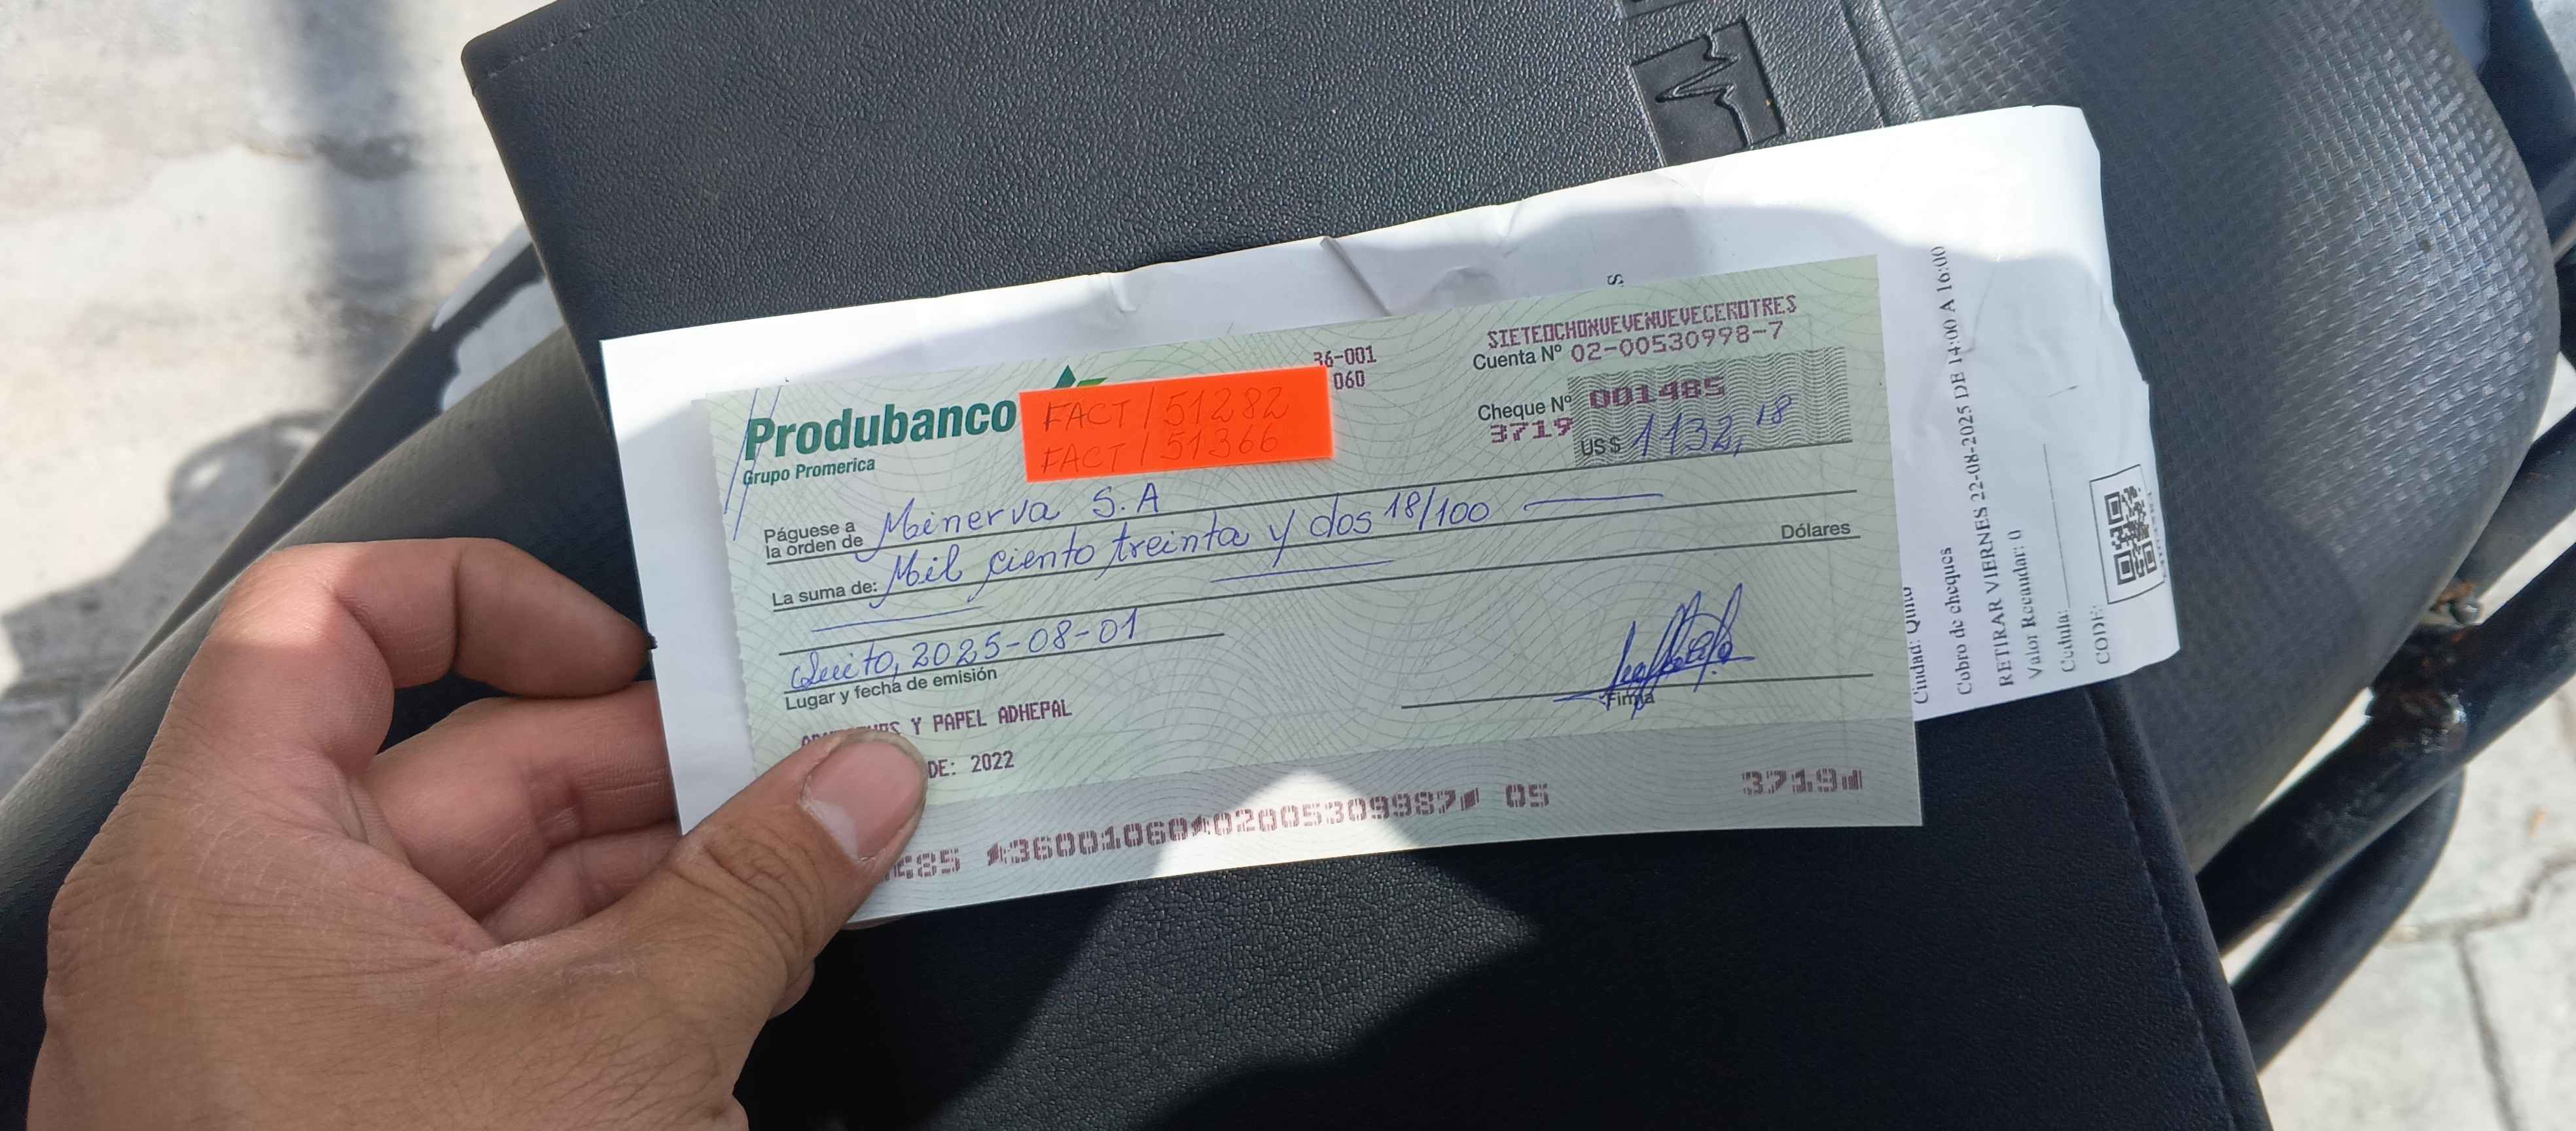 Produbanco
Grupo Promerica
FACT/51282
FACT/51366
36-001
060
SIETEOCHONUEVENUEVECEROTRES
Cuenta Nº 02-00530998-7
Cheque Nº 001485
3719
US $ 1132,18
Páguese a la orden de Minerva S.A
La suma de: Mil ciento treinta y dos 18/100
Dólares
Quito, 2025-08-01
Lugar y fecha de emisión
Firma
Y PAPEL ADHEPAL
DE: 2022
485 436001060402005309987 05 3719
S
Ciudad: Quito
Cobro de cheques
RETIRAR VIERNES 22-08-2025 DE 14:00 A 16:00
Valor Recaudar: 0
Cedula:
CODE: